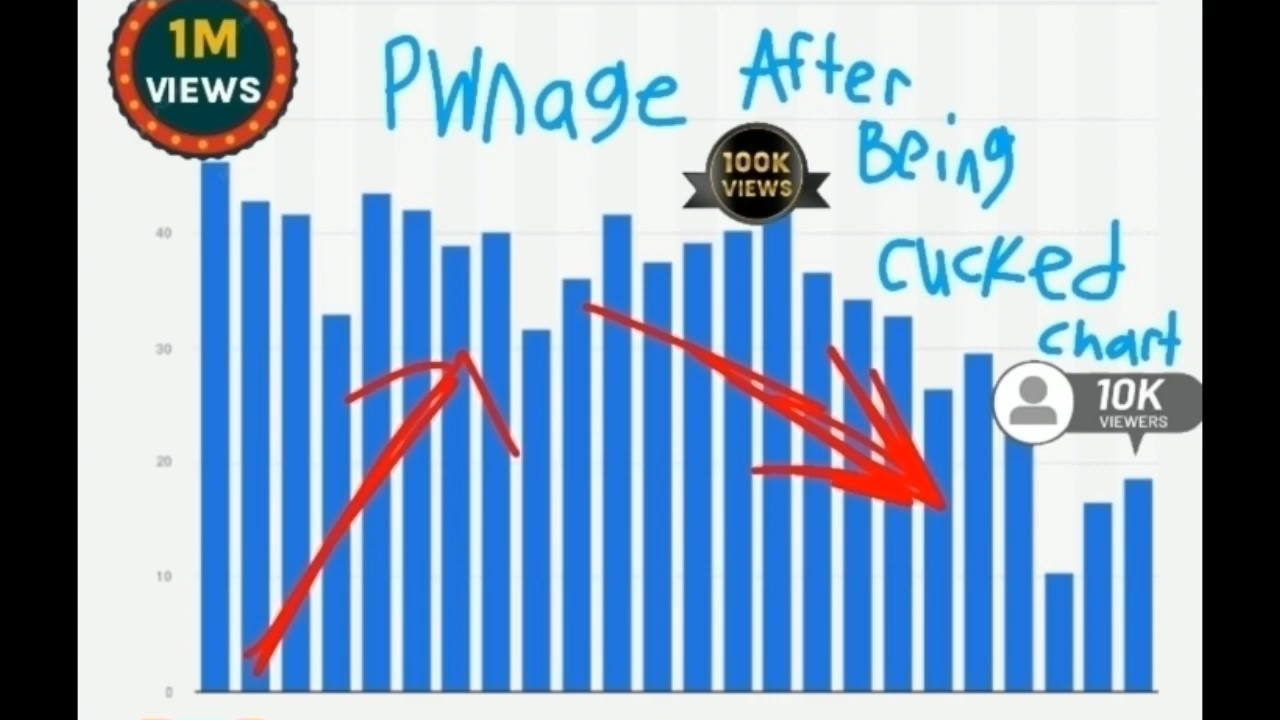 1M
VIEWS
PWnage After
Being
cucked
chart
100K
VIEWS
10K
VIEWERS
40
30
20
10
0